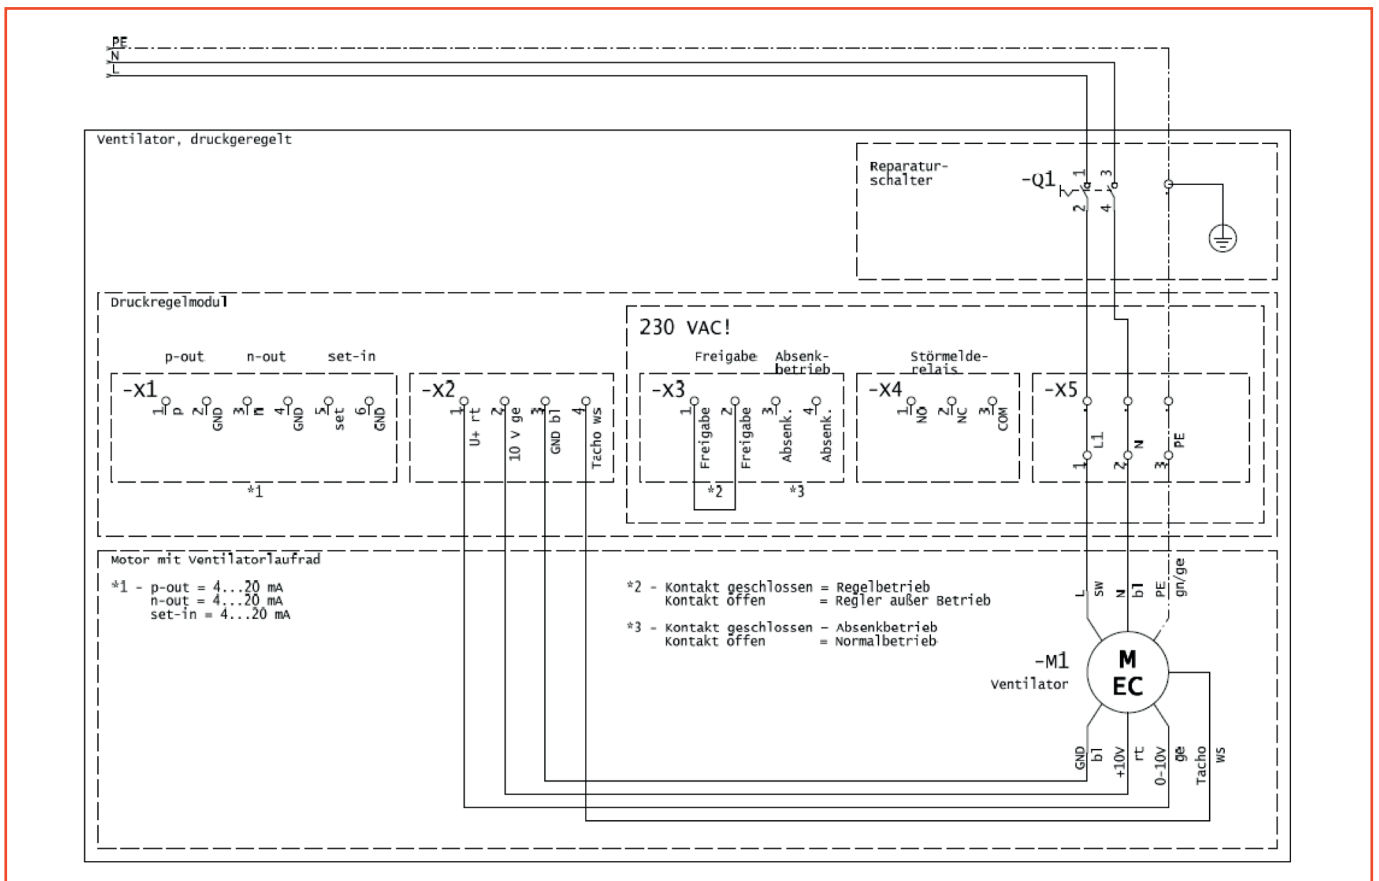 PE
N
L
Ventilator, druckgeregelt
Reparatur-
schalter
-Q1
1
3
2
4
Druckregelmodul
230 VAC!
p-out
n-out
set-in
Freigabe
Absenk-
betrieb
Störmelde-
relais
-X1
1
p
2
GND
3
n
4
GND
5
set
6
GND
-X2
1
U+ rt
2
10 V ge
3
GND bl
4
Tacho ws
-X3
1
Freigabe
2
Freigabe
3
Absenk.
4
Absenk.
-X4
1
NO
2
NC
3
COM
-X5
1
L1
2
N
3
PE
*1
*2
*3
Motor mit Ventilatorlaufrad
*1 - p-out = 4...20 mA
n-out = 4...20 mA
set-in = 4...20 mA
*2 - Kontakt geschlossen = Regelbetrieb
Kontakt offen = Regler außer Betrieb
*3 - Kontakt geschlossen – Absenkbetrieb
Kontakt offen = Normalbetrieb
L
sw
N
bl
PE
gn/ge
-M1
Ventilator
M
EC
GND
bl
+10V
rt
0-10V
ge
Tacho
ws